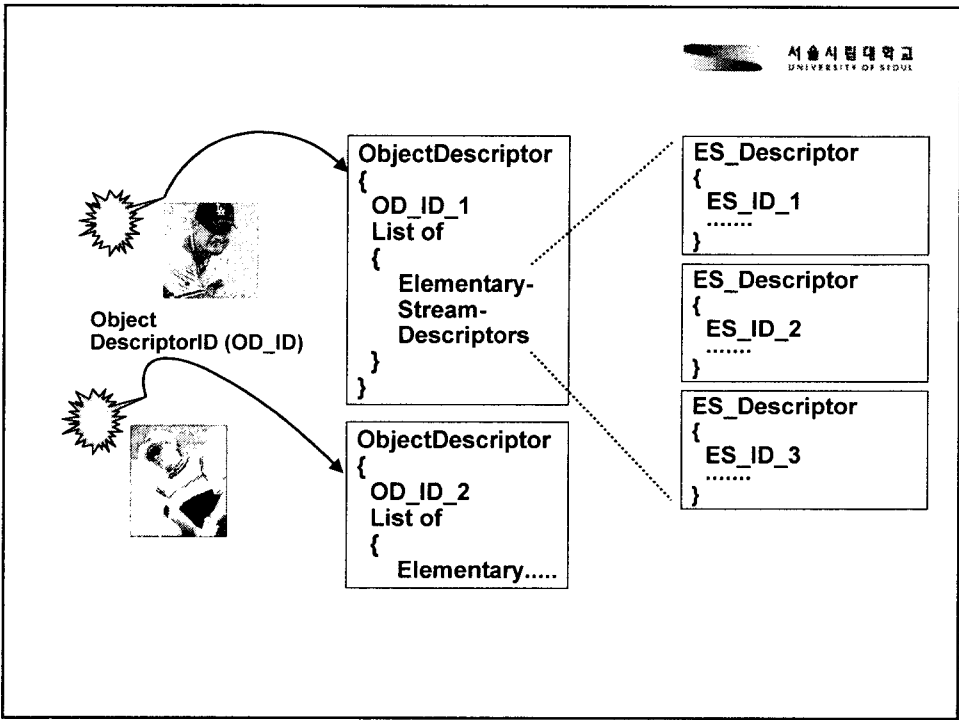 서울시립대학교
UNIVERSITY OF SEOUL
Object
DescriptorID (OD_ID)
ObjectDescriptor
{
OD_ID_1
List of
{
Elementary-
Stream-
Descriptors
}
}
ObjectDescriptor
{
OD_ID_2
List of
{
Elementary.....
ES_Descriptor
{
ES_ID_1
.......
}
ES_Descriptor
{
ES_ID_2
.......
}
ES_Descriptor
{
ES_ID_3
.......
}